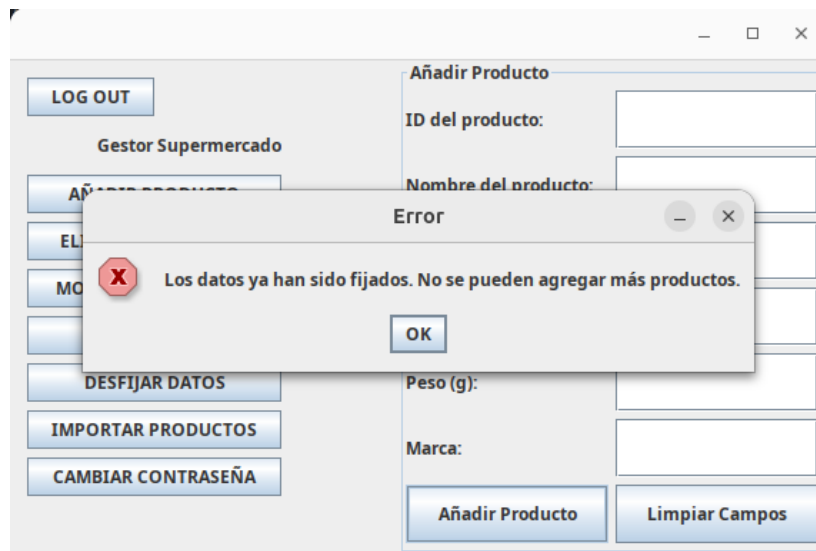 LOG OUT
Gestor Supermercado
DESFIJAR DATOS
IMPORTAR PRODUCTOS
CAMBIAR CONTRASEÑA
Añadir Producto
ID del producto:
Nombre del producto:
Peso (g):
Marca:
Añadir Producto
Limpiar Campos
Error
Los datos ya han sido fijados. No se pueden agregar más productos.
OK